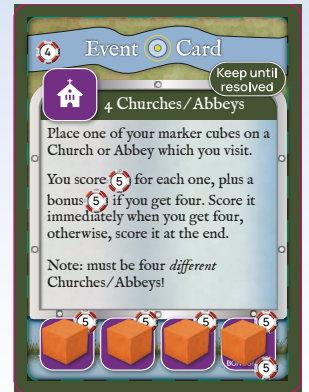 4
Event Card
Keep until
resolved
4 Churches/Abbeys
Place one of your marker cubes on a
Church or Abbey which you visit.
You score 5 for each one, plus a
bonus 5 if you get four. Score it
immediately when you get four,
otherwise, score it at the end.
Note: must be four different
Churches/Abbeys!
5 5 5 5
5